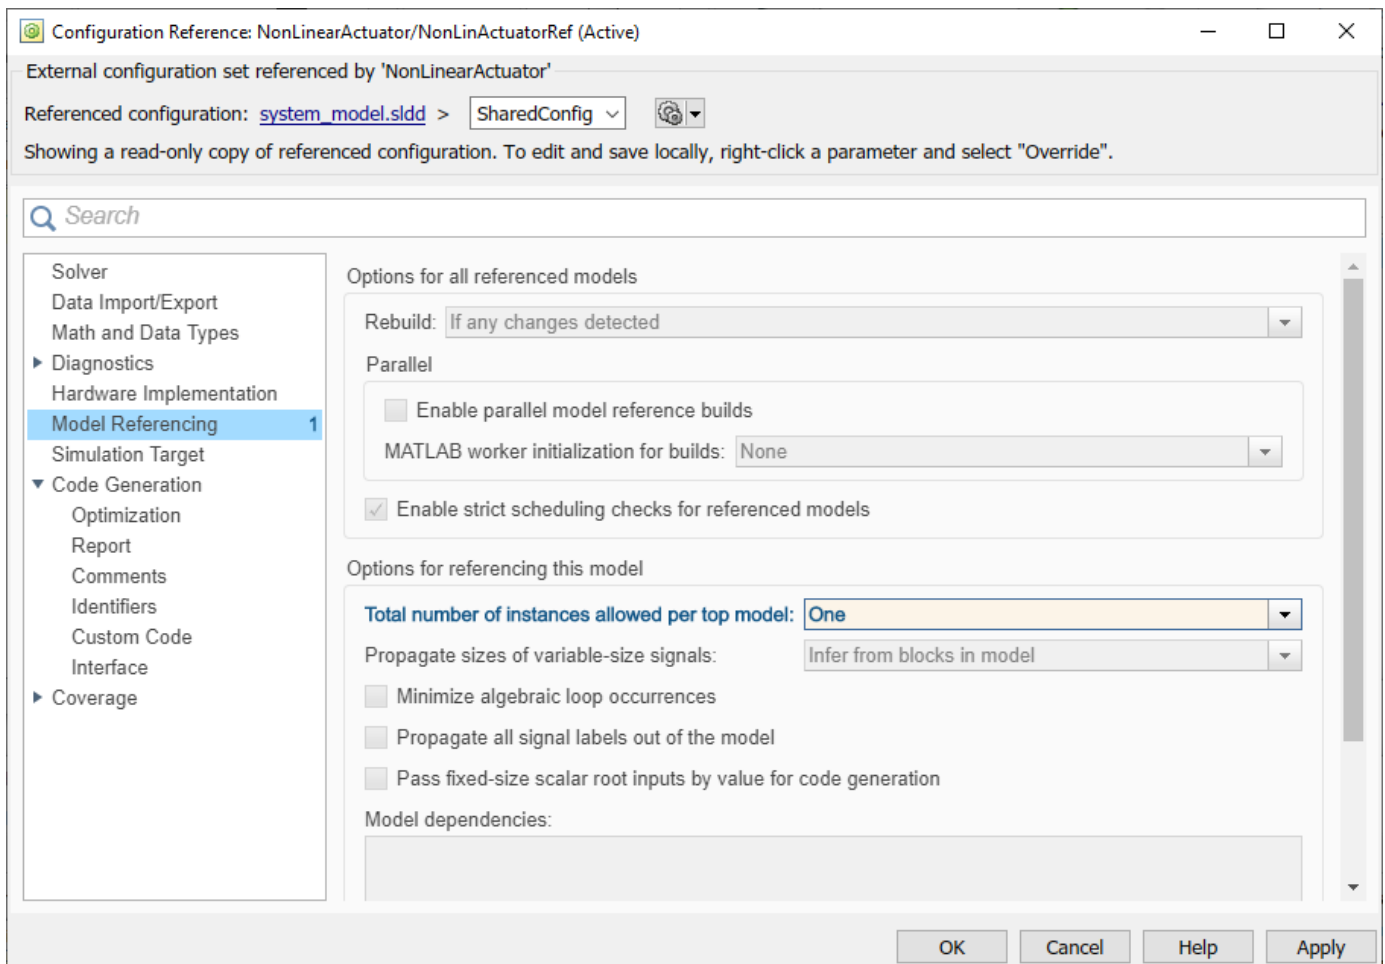 Configuration Reference: NonLinearActuator/NonLinActuatorRef (Active)
External configuration set referenced by 'NonLinearActuator'
Referenced configuration: system_model.sldd > SharedConfig
Showing a read-only copy of referenced configuration. To edit and save locally, right-click a parameter and select "Override".
Search
Solver
Data Import/Export
Math and Data Types
Diagnostics
Hardware Implementation
Model Referencing 1
Simulation Target
Code Generation
Optimization
Report
Comments
Identifiers
Custom Code
Interface
Coverage
Options for all referenced models
Rebuild: If any changes detected
Parallel
Enable parallel model reference builds
MATLAB worker initialization for builds: None
Enable strict scheduling checks for referenced models
Options for referencing this model
Total number of instances allowed per top model: One
Propagate sizes of variable-size signals: Infer from blocks in model
Minimize algebraic loop occurrences
Propagate all signal labels out of the model
Pass fixed-size scalar root inputs by value for code generation
Model dependencies:
OK Cancel Help Apply